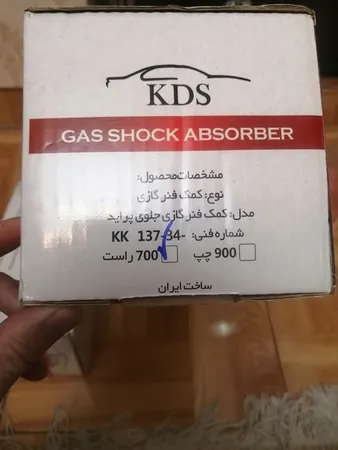 KDS
GAS SHOCK ABSORBER
مشخصات محصول:
نوع: کمک فنر گازی
مدل: کمک فنر گازی جلوی پراید
شماره فنی: KK 137-34-
900 چپ 700 راست
ساخت ایران